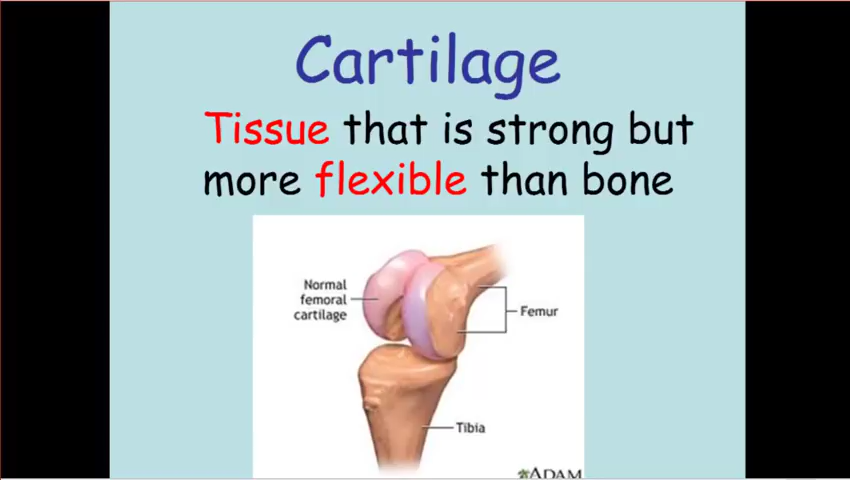 Cartilage
Tissue that is strong but
more flexible than bone
Normal
femoral
cartilage
Femur
Tibia
ADAM